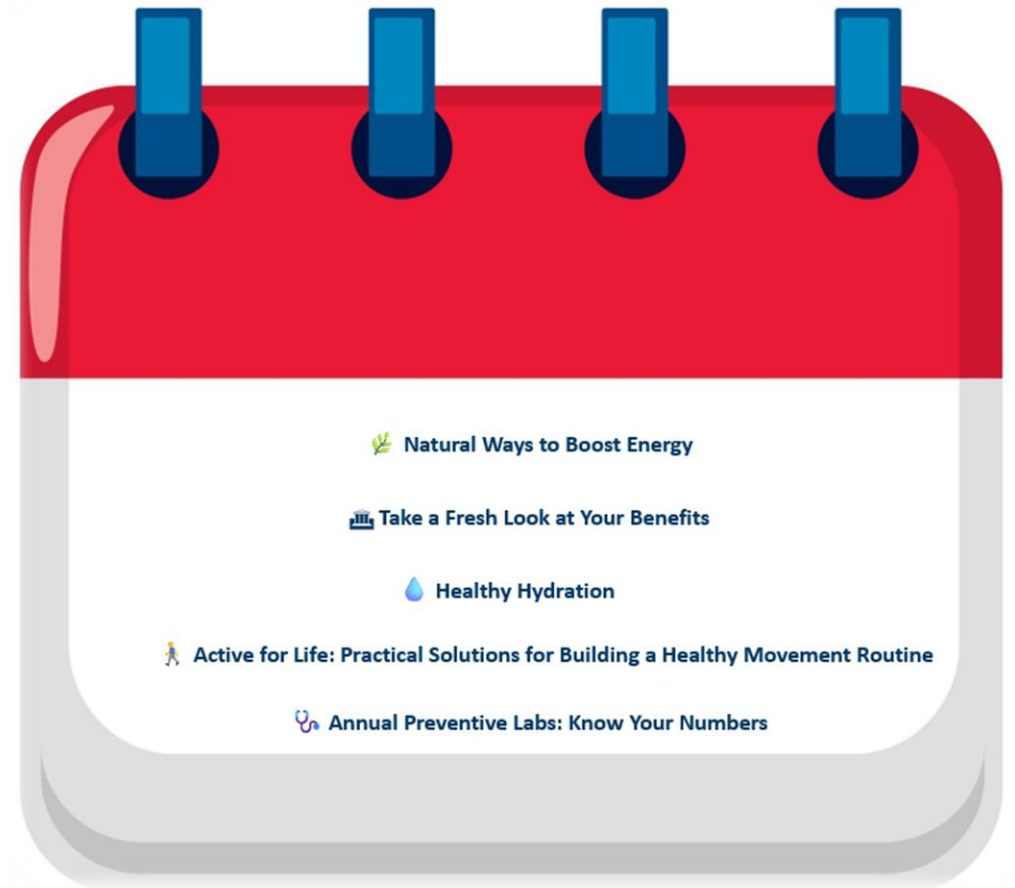 Natural Ways to Boost Energy
Take a Fresh Look at Your Benefits
Healthy Hydration
Active for Life: Practical Solutions for Building a Healthy Movement Routine
Annual Preventive Labs: Know Your Numbers